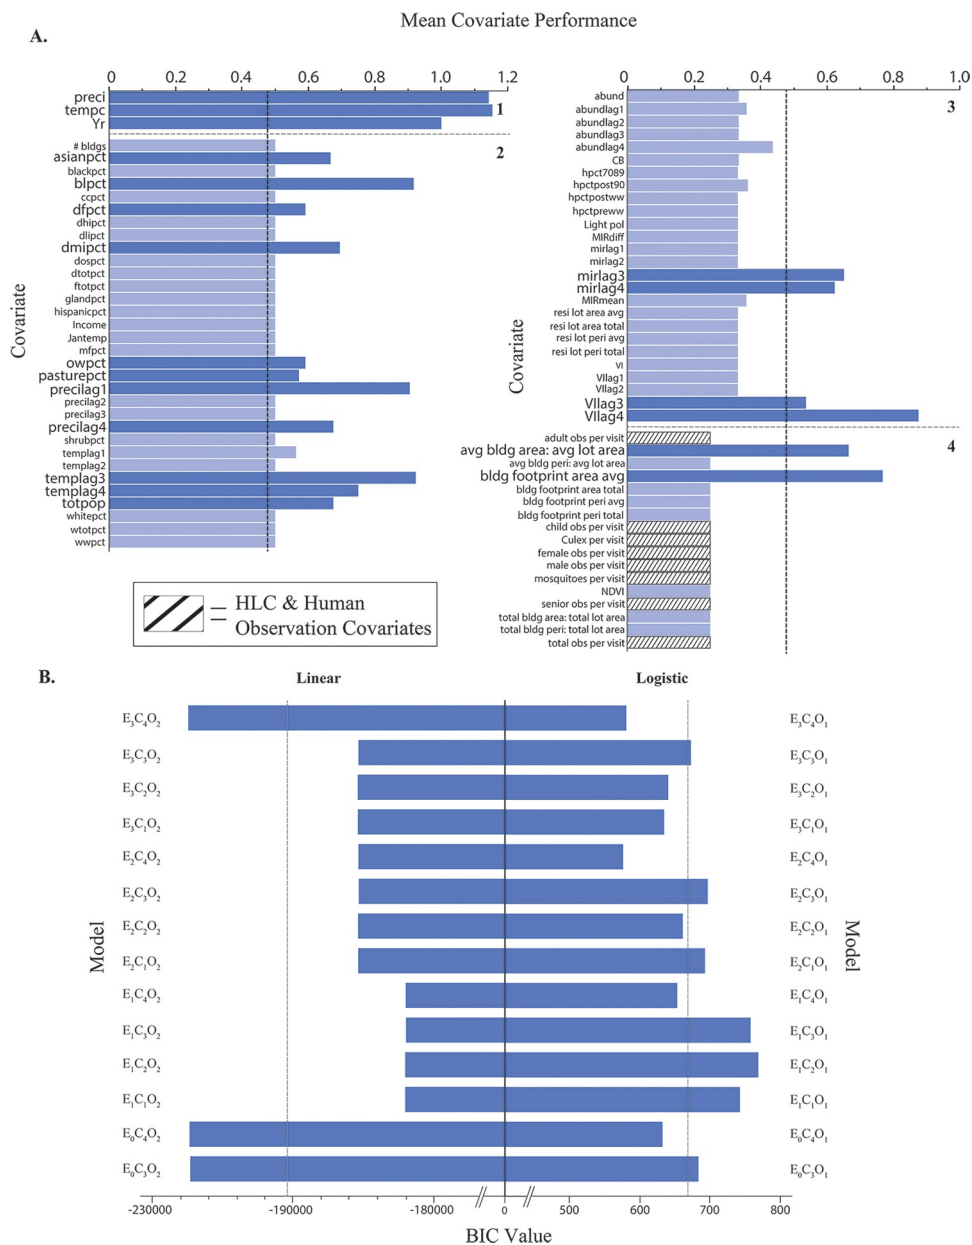 Mean Covariate Performance
A.
0 0.2 0.4 0.6 0.8 1.0 1.2
preci
tempc
Yr
1
2
# bldgs
asianpct
blackpct
blpct
ccpct
dfpct
dhipct
dlipct
dmipct
dospct
dtotpct
ftotpct
glandpct
hispanicpct
Income
Jantemp
mfpct
owpct
pasturepct
precilag1
precilag2
precilag3
precilag4
shrubpct
templag1
templag2
templag3
templag4
totpop
whitepct
wtotpct
wwpct
Covariate
HLC & Human
Observation Covariates
0 0.2 0.4 0.6 0.8 1.0
3
abund
abundlag1
abundlag2
abundlag3
abundlag4
CB
hpct7089
hpctpost90
hpctpostww
hpctpreww
Light pol
MIRdiff
mirlag1
mirlag2
mirlag3
mirlag4
MIRmean
resi lot area avg
resi lot area total
resi lot peri avg
resi lot peri total
VI
VIlag1
VIlag2
VIlag3
VIlag4
Covariate
4
adult obs per visit
avg bldg area: avg lot area
avg bldg peri: avg lot area
bldg footprint area avg
bldg footprint area total
bldg footprint peri avg
bldg footprint peri total
child obs per visit
Culex per visit
female obs per visit
male obs per visit
mosquitoes per visit
NDVI
senior obs per visit
total bldg area: total lot area
total bldg peri: total lot area
total obs per visit
B.
Linear Logistic
E3C4O2 E3C4O1
E3C3O2 E3C3O1
E3C2O2 E3C2O1
E3C1O2 E3C1O1
E2C4O2 E2C4O1
E2C3O2 E2C3O1
E2C2O2 E2C2O1
E2C1O2 E2C1O1
E1C4O2 E1C4O1
E1C3O2 E1C3O1
E1C2O2 E1C2O1
E1C1O2 E1C1O1
E0C4O2 E0C4O1
E0C3O2 E0C3O1
Model
Model
-230000 -190000 -180000 0 500 600 700 800
BIC Value